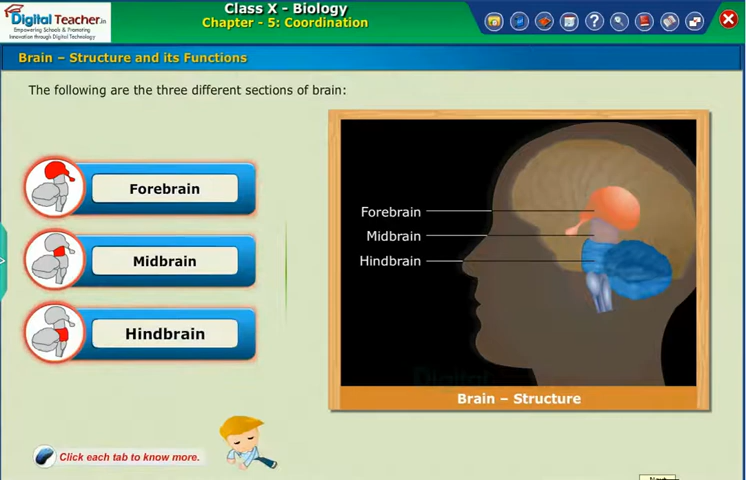 Digital Teacher.in
Empowering Schools & Promoting
Innovation through Digital Technology
Class X - Biology
Chapter - 5: Coordination
?
Brain – Structure and its Functions
The following are the three different sections of brain:
Forebrain
Midbrain
Hindbrain
Forebrain
Midbrain
Hindbrain
Brain – Structure
Click each tab to know more.